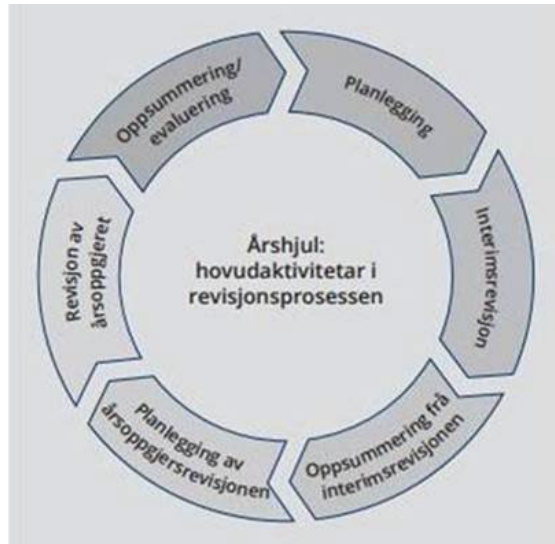 Årshjul:
hovudaktivitetar i
revisjonsprosessen
Planlegging
Interimsrevisjon
Oppsummering frå
interimsrevisjonen
Planlegging av
årsoppgjersrevisjonen
Revisjon av
årsoppgjeret
Oppsummering/
evaluering